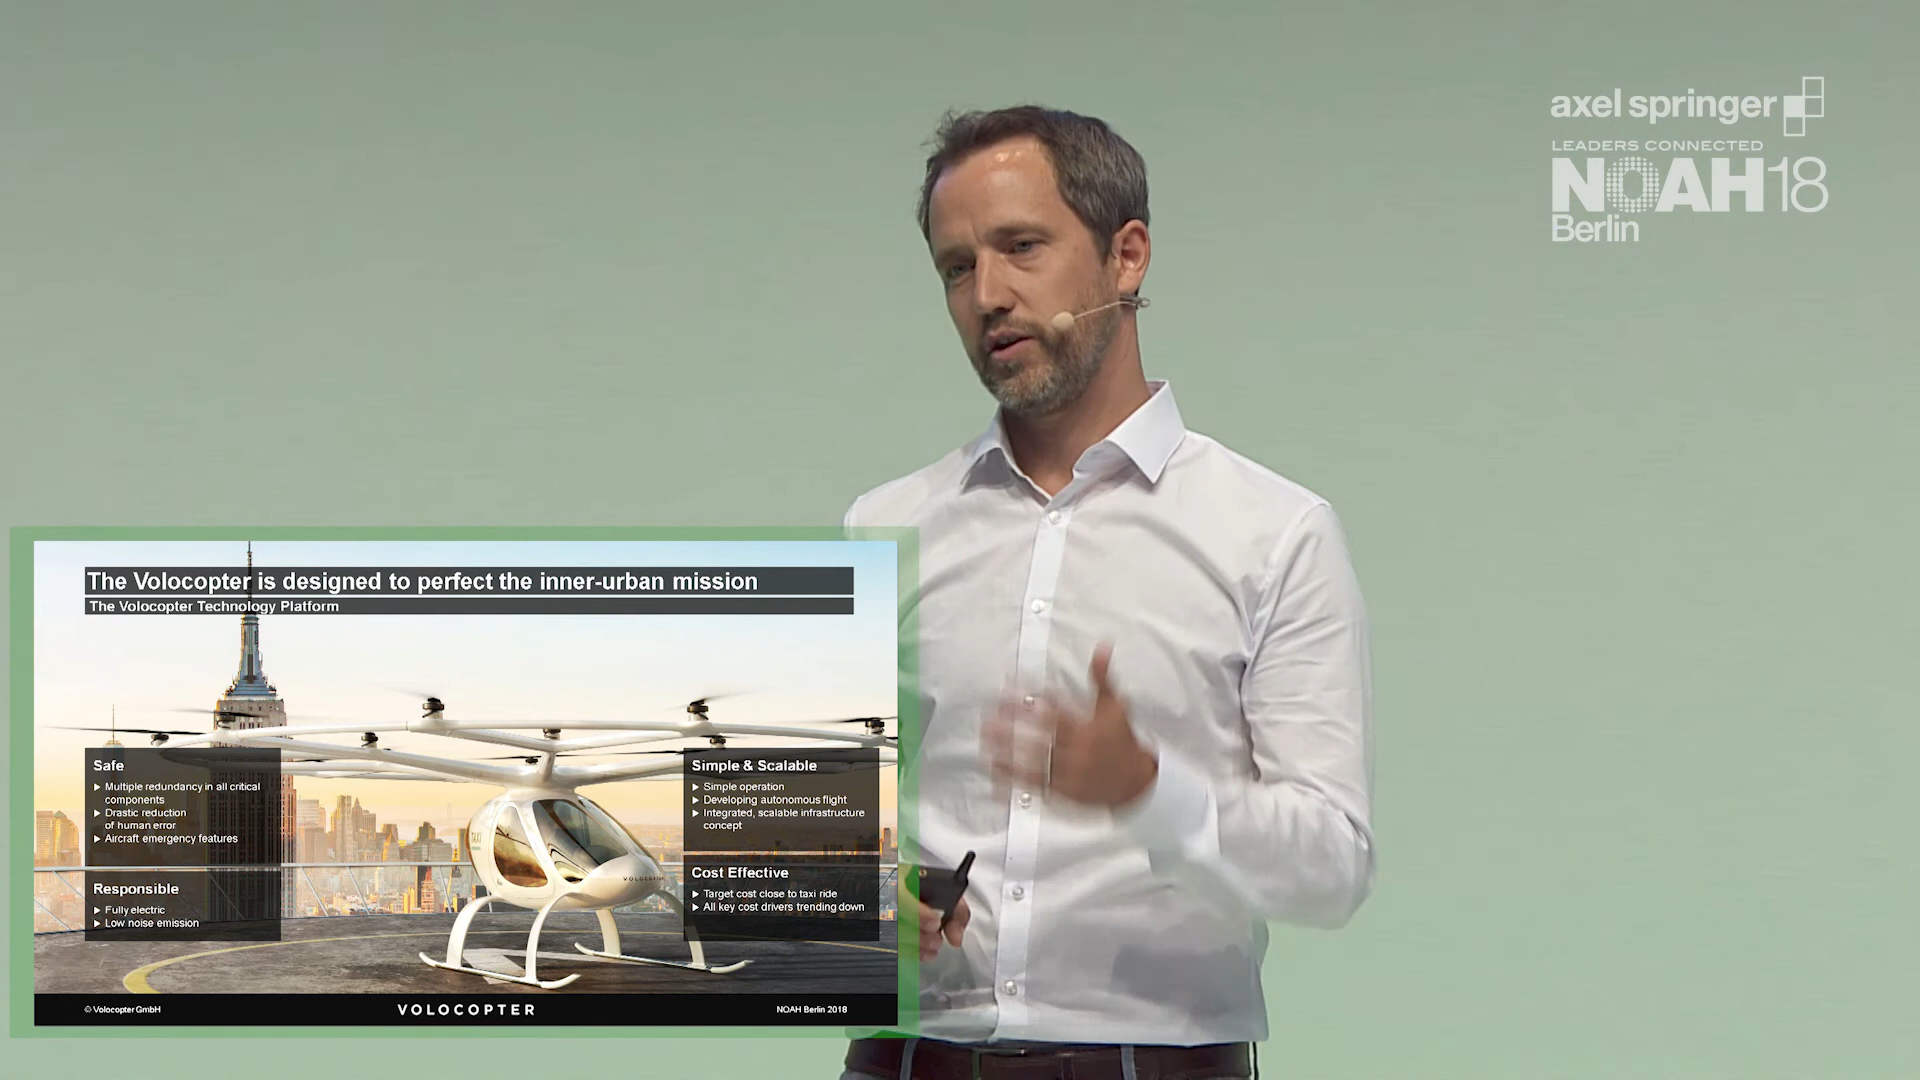 axel springer
LEADERS CONNECTED
NOAH18
Berlin
The Volocopter is designed to perfect the inner-urban mission
The Volocopter Technology Platform
Safe
Multiple redundancy in all critical
components
Drastic reduction
of human error
Aircraft emergency features
Responsible
Fully electric
Low noise emission
Simple & Scalable
Simple operation
Developing autonomous flight
Integrated, scalable infrastructure
concept
Cost Effective
Target cost close to taxi ride
All key cost drivers trending down
TAXI
VOLOCOPTER
© Volocopter GmbH
VOLOCOPTER
NOAH Berlin 2018